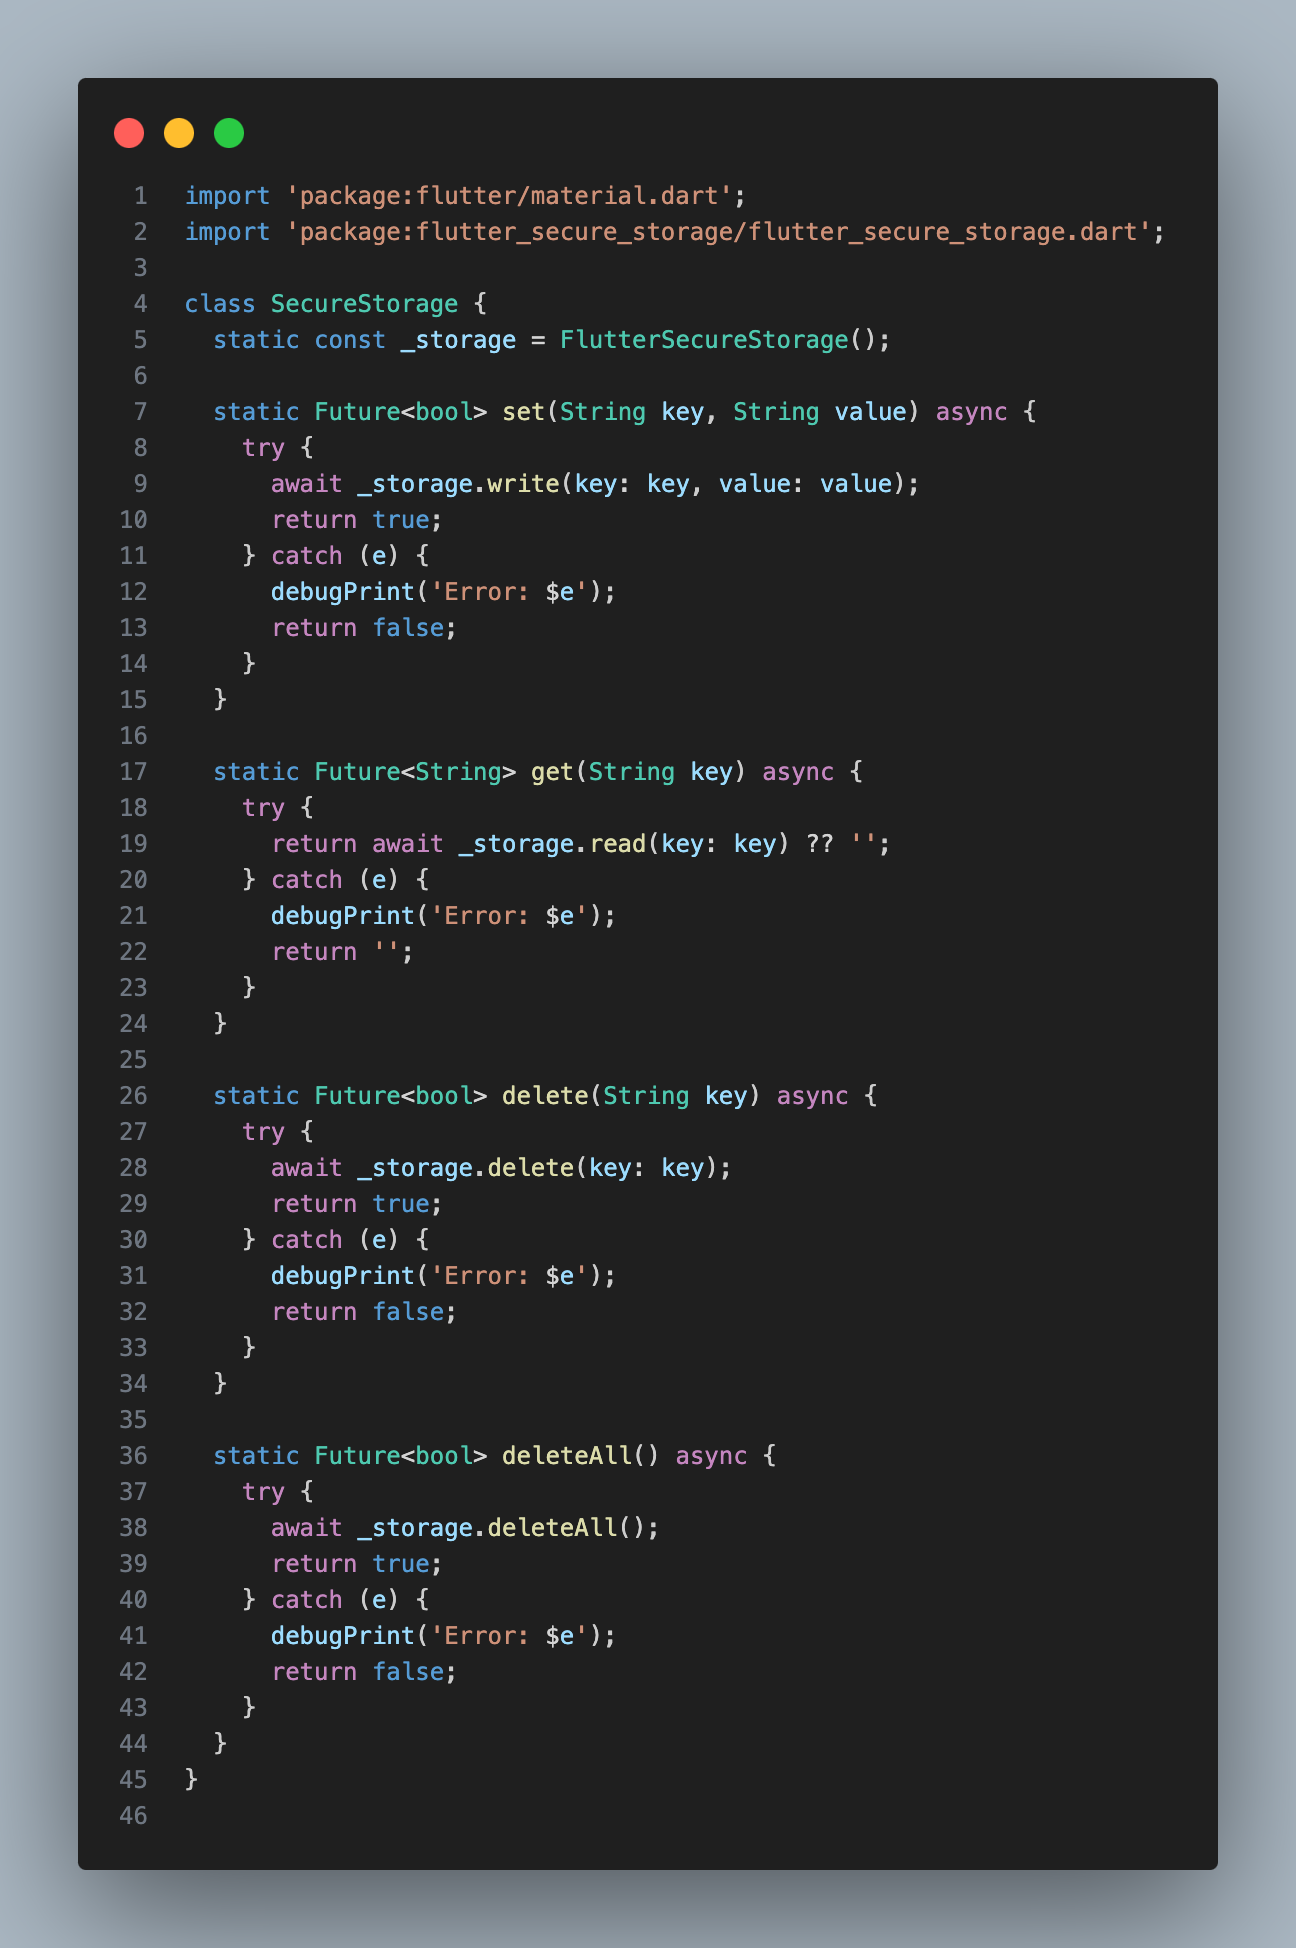 1 import 'package:flutter/material.dart';
2 import 'package:flutter_secure_storage/flutter_secure_storage.dart';
3
4 class SecureStorage {
5   static const _storage = FlutterSecureStorage();
6
7   static Future<bool> set(String key, String value) async {
8     try {
9       await _storage.write(key: key, value: value);
10       return true;
11     } catch (e) {
12       debugPrint('Error: $e');
13       return false;
14     }
15   }
16
17   static Future<String> get(String key) async {
18     try {
19       return await _storage.read(key: key) ?? '';
20     } catch (e) {
21       debugPrint('Error: $e');
22       return '';
23     }
24   }
25
26   static Future<bool> delete(String key) async {
27     try {
28       await _storage.delete(key: key);
29       return true;
30     } catch (e) {
31       debugPrint('Error: $e');
32       return false;
33     }
34   }
35
36   static Future<bool> deleteAll() async {
37     try {
38       await _storage.deleteAll();
39       return true;
40     } catch (e) {
41       debugPrint('Error: $e');
42       return false;
43     }
44   }
45 }
46